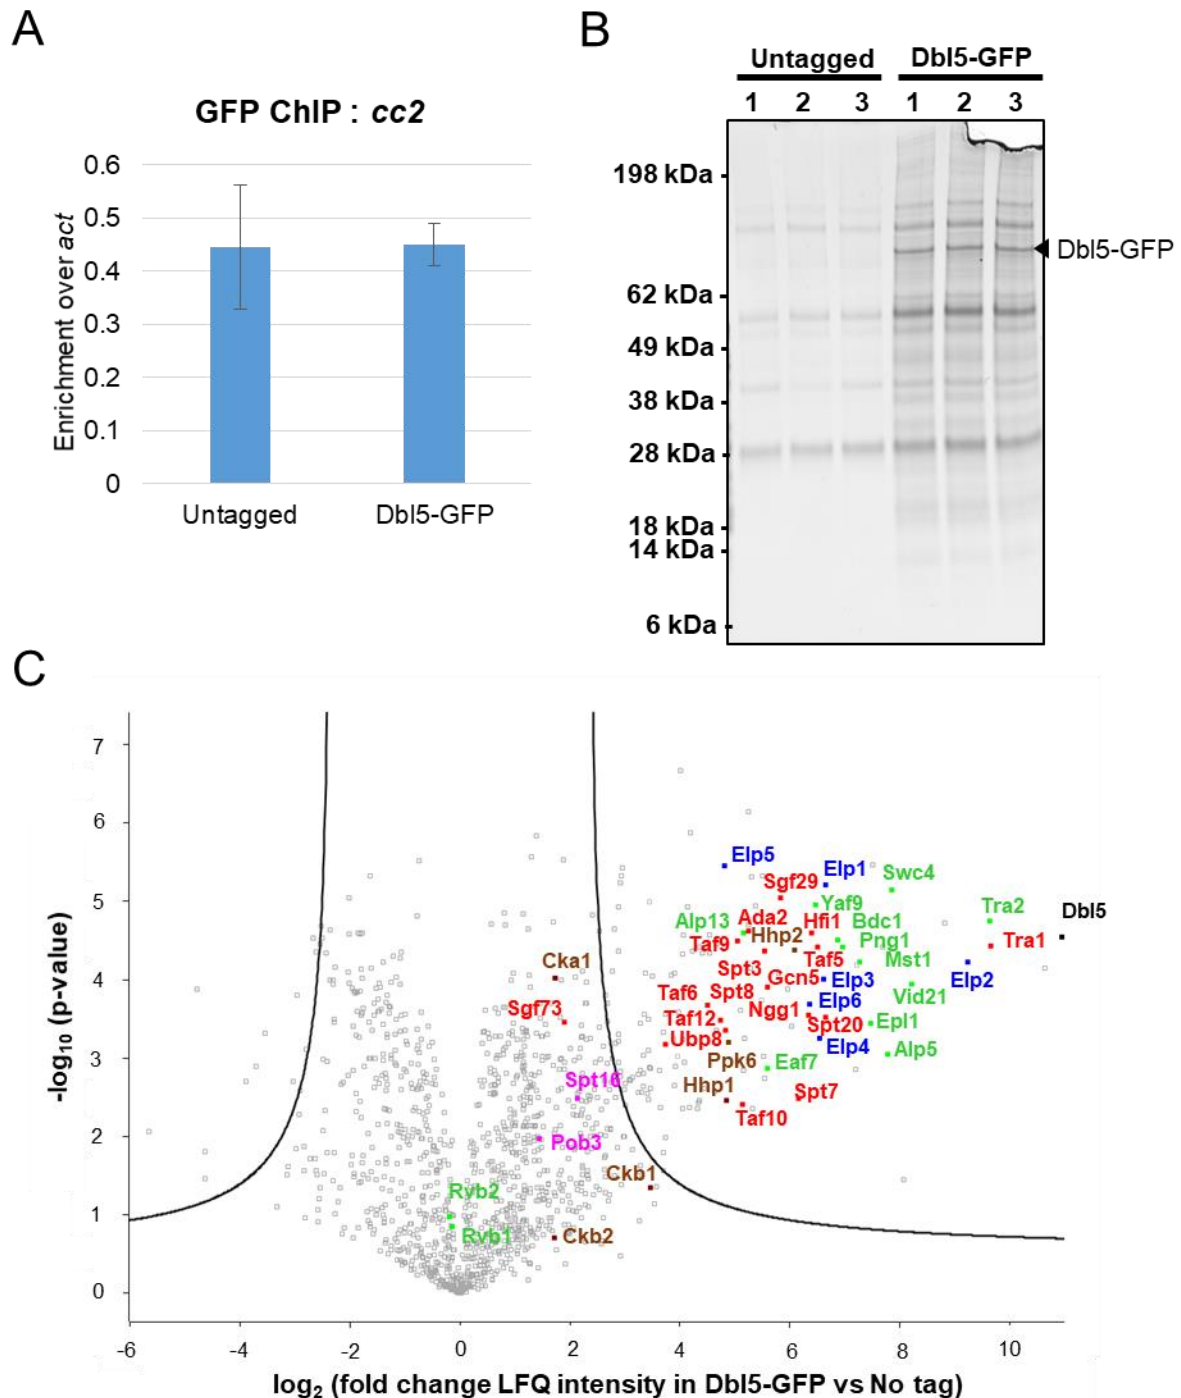 A
GFP ChIP : cc2
Enrichment over act
0.6
0.5
0.4
0.3
0.2
0.1
0
Untagged
Dbl5-GFP
B
Untagged
Dbl5-GFP
1 2 3 1 2 3
198 kDa
62 kDa
49 kDa
38 kDa
28 kDa
18 kDa
14 kDa
6 kDa
Dbl5-GFP
C
-log10 (p-value)
7
6
5
4
3
2
1
0
Elp5
Elp1
Swc4
Sgf29
Yaf9
Tra2
Dbl5
Alp13
Ada2
Hfi1
Bdc1
Taf9
Hhp2
Png1
Tra1
Taf5
Cka1
Spt3
Gcn5
Mst1
Elp3
Elp2
Taf6
Spt8
Vid21
Sgf73
Ngg1
Elp6
Taf12
Spt20
Epl1
Ubp8
Elp4
Alp5
Ppk6
Eaf7
Spt16
Hhp1
Spt7
Taf10
Pob3
Ckb1
Rvb2
Rvb1
Ckb2
-6 -4 -2 0 2 4 6 8 10
log2 (fold change LFQ intensity in Dbl5-GFP vs No tag)